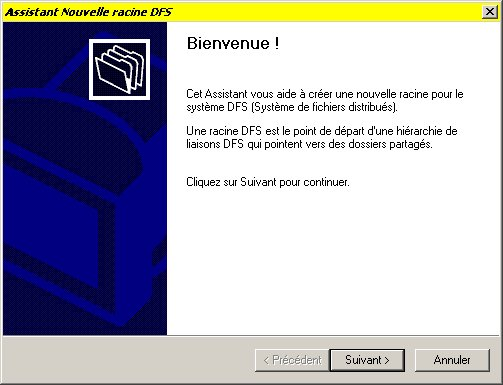 Assistant Nouvelle racine DFS
Bienvenue !
Cet Assistant vous aide à créer une nouvelle racine pour le
système DFS (Système de fichiers distribués).
Une racine DFS est le point de départ d'une hiérarchie de
liaisons DFS qui pointent vers des dossiers partagés.
Cliquez sur Suivant pour continuer.
< Précédent Suivant > Annuler